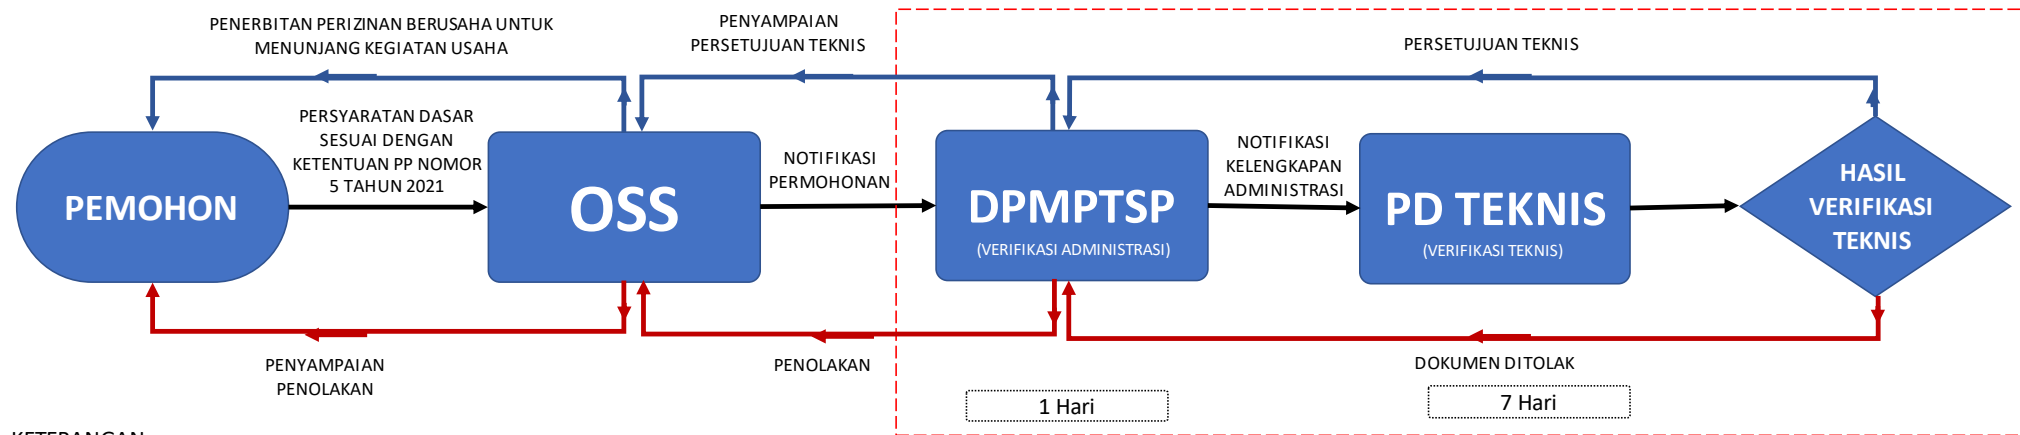 PENERBITAN PERIZINAN BERUSAHA UNTUK
MENUNJANG KEGIATAN USAHA
PENYAMPAIAN
PERSETUJUAN TEKNIS
PERSETUJUAN TEKNIS
PERSYARATAN DASAR
SESUAI DENGAN
KETENTUAN PP NOMOR
5 TAHUN 2021
NOTIFIKASI
PERMOHONAN
NOTIFIKASI
KELENGKAPAN
ADMINISTRASI
PEMOHON
OSS
DPMPTSP
(VERIFIKASI ADMINISTRASI)
PD TEKNIS
(VERIFIKASI TEKNIS)
HASIL
VERIFIKASI
TEKNIS
PENYAMPAIAN
PENOLAKAN
PENOLAKAN
DOKUMEN DITOLAK
1 Hari
7 Hari
KETERANGAN